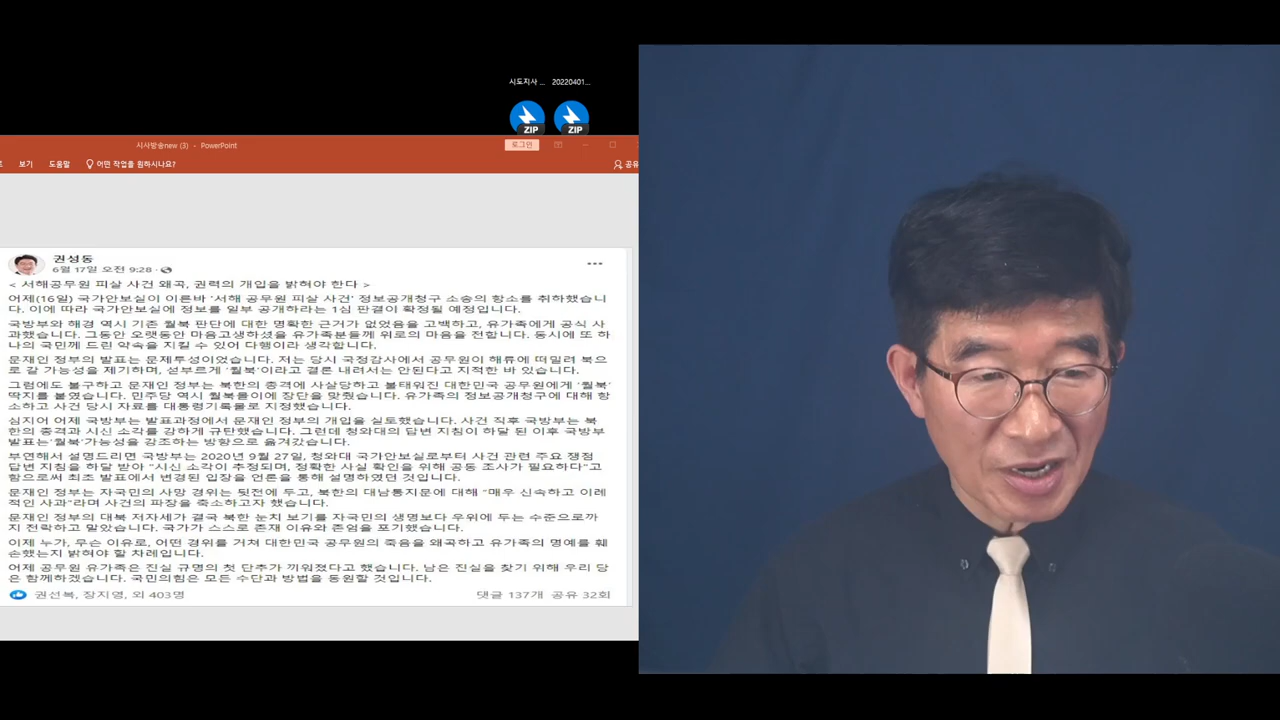 시도지사 ... 20220401...
ZIP ZIP
시사방송new (3) - PowerPoint
로그인
보기 도움말 어떤 작업을 원하시나요? 공유
권성동
6월 17일 오전 9:28 ·
< 서해공무원 피살 사건 왜곡, 권력의 개입을 밝혀야 한다 >
어제(16일) 국가안보실이 이른바 '서해 공무원 피살 사건' 정보공개청구 소송의 항소를 취하했습니
다. 이에 따라 국가안보실에 정보를 일부 공개하라는 1심 판결이 확정될 예정입니다.
국방부와 해경 역시 기존 월북 판단에 대한 명확한 근거가 없었음을 고백하고, 유가족에게 공식 사
과했습니다. 그동안 오랫동안 마음고생하셨을 유가족분들께 위로의 마음을 전합니다. 동시에 또 하
나의 국민께 드린 약속을 지킬 수 있어 다행이라 생각합니다.
문재인 정부의 발표는 문제투성이었습니다. 저는 당시 국정감사에서 공무원이 해류에 떠밀려 북으
로 갈 가능성을 제기하며, 섣부르게 '월북'이라고 결론 내려서는 안된다고 지적한 바 있습니다.
그럼에도 불구하고 문재인 정부는 북한의 총격에 사살당하고 불태워진 대한민국 공무원에게 '월북'
딱지를 붙였습니다. 민주당 역시 월북몰이에 장단을 맞췄습니다. 유가족의 정보공개청구에 대해 항
소하고 사건 당시 자료를 대통령기록물로 지정했습니다.
심지어 어제 국방부는 발표과정에서 문재인 정부의 개입을 실토했습니다. 사건 직후 국방부는 북
한의 총격과 시신 소각를 강하게 규탄했습니다. 그런데 청와대의 답변 지침이 하달 된 이후 국방부
발표는'월북'가능성을 강조하는 방향으로 옮겨갔습니다.
부연해서 설명드리면 국방부는 2020년 9월 27일, 청와대 국가안보실로부터 사건 관련 주요 쟁점
답변 지침을 하달 받아 "시신 소각이 추정되며, 정확한 사실 확인을 위해 공동 조사가 필요하다"고
함으로써 최초 발표에서 변경된 입장을 언론을 통해 설명하였던 것입니다.
문재인 정부는 자국민의 사망 경위는 뒷전에 두고, 북한의 대남통지문에 대해 "매우 신속하고 이례
적인 사과"라며 사건의 파장을 축소하고자 했습니다.
문재인 정부의 대북 저자세가 결국 북한 눈치 보기를 자국민의 생명보다 우위에 두는 수준으로까
지 전락하고 말았습니다. 국가가 스스로 존재 이유와 존엄을 포기했습니다.
이제 누가, 무슨 이유로, 어떤 경위를 거쳐 대한민국 공무원의 죽음을 왜곡하고 유가족의 명예를 훼
손했는지 밝혀야 할 차례입니다.
어제 공무원 유가족은 진실 규명의 첫 단추가 끼워졌다고 했습니다. 남은 진실을 찾기 위해 우리 당
은 함께하겠습니다. 국민의힘은 모든 수단과 방법을 동원할 것입니다.
권선복, 장지영, 외 403명 댓글 137개 공유 32회